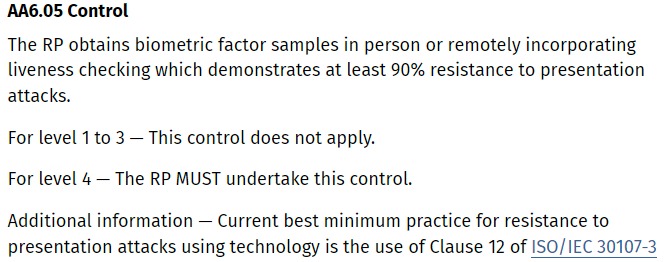 AA6.05 Control
The RP obtains biometric factor samples in person or remotely incorporating
liveness checking which demonstrates at least 90% resistance to presentation
attacks.
For level 1 to 3 — This control does not apply.
For level 4 — The RP MUST undertake this control.
Additional information — Current best minimum practice for resistance to
presentation attacks using technology is the use of Clause 12 of ISO/IEC 30107-3